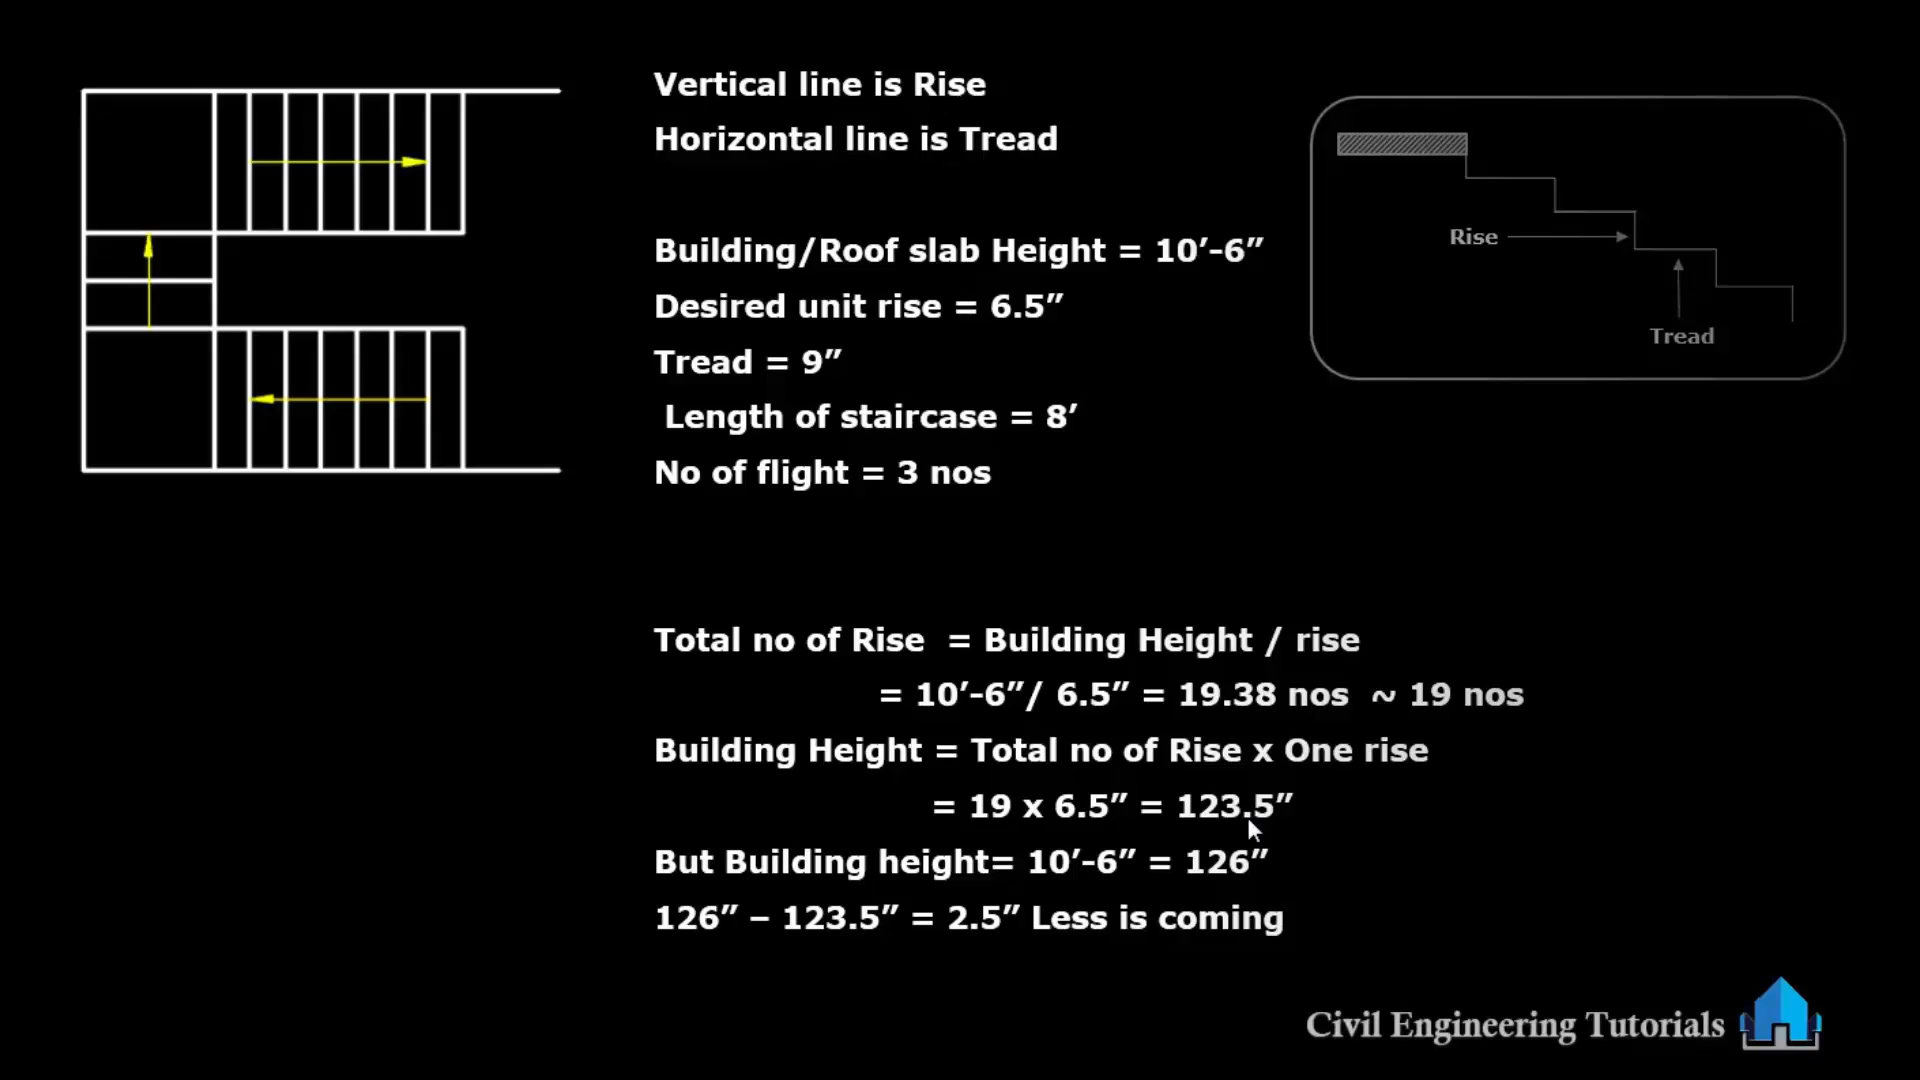 Vertical line is Rise
Horizontal line is Tread
Building/Roof slab Height = 10’-6”
Desired unit rise = 6.5”
Tread = 9”
Length of staircase = 8’
No of flight = 3 nos
Rise
Tread
Total no of Rise = Building Height / rise
= 10’-6”/ 6.5” = 19.38 nos ~ 19 nos
Building Height = Total no of Rise x One rise
= 19 x 6.5” = 123.5”
But Building height= 10’-6” = 126”
126” – 123.5” = 2.5” Less is coming
Civil Engineering Tutorials